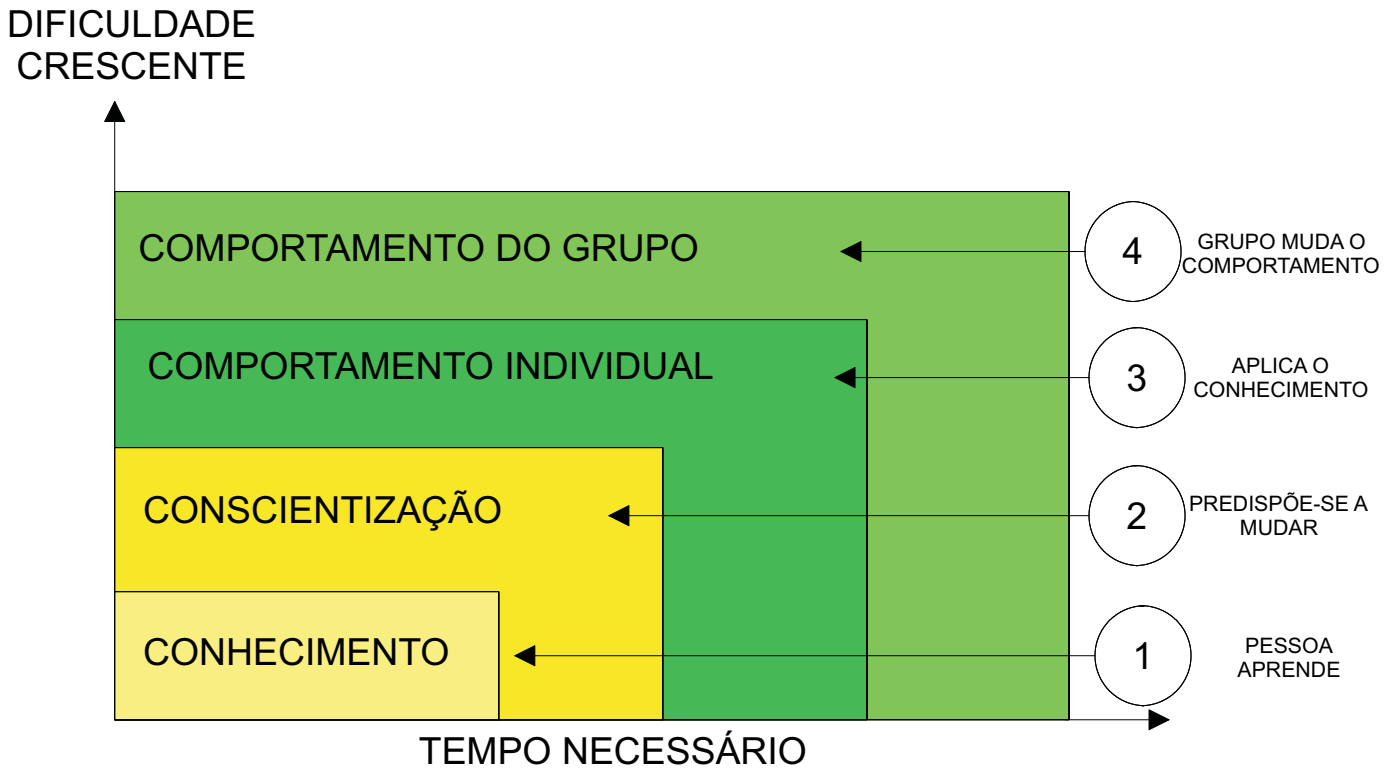 DIFICULDADE
CRESCENTE
COMPORTAMENTO DO GRUPO
4
GRUPO MUDA O
COMPORTAMENTO
COMPORTAMENTO INDIVIDUAL
3
APLICA O
CONHECIMENTO
CONSCIENTIZAÇÃO
2
PREDISPÕE-SE A
MUDAR
CONHECIMENTO
1
PESSOA
APRENDE
TEMPO NECESSÁRIO